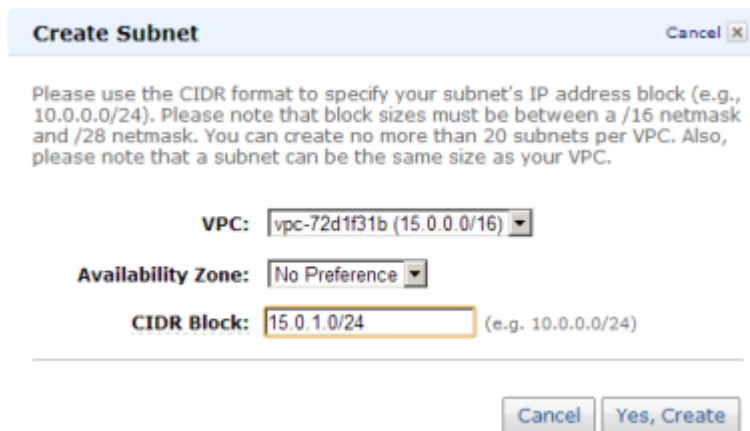 Create Subnet Cancel
Please use the CIDR format to specify your subnet's IP address block (e.g.,
10.0.0.0/24). Please note that block sizes must be between a /16 netmask
and /28 netmask. You can create no more than 20 subnets per VPC. Also,
please note that a subnet can be the same size as your VPC.
VPC: vpc-72d1f31b (15.0.0.0/16)
Availability Zone: No Preference
CIDR Block: 15.0.1.0/24 (e.g. 10.0.0.0/24)
Cancel Yes, Create